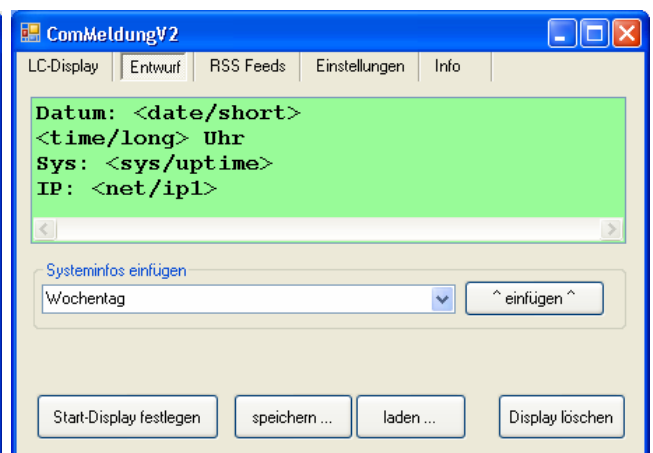 ComMeldungV2
LC-Display Entwurf RSS Feeds Einstellungen Info
Datum: <date/short>
<time/long> Uhr
Sys: <sys/uptime>
IP: <net/ip1>
Systeminfos einfügen
Wochentag ^ einfügen ^
Start-Display festlegen speichern ... laden ... Display löschen